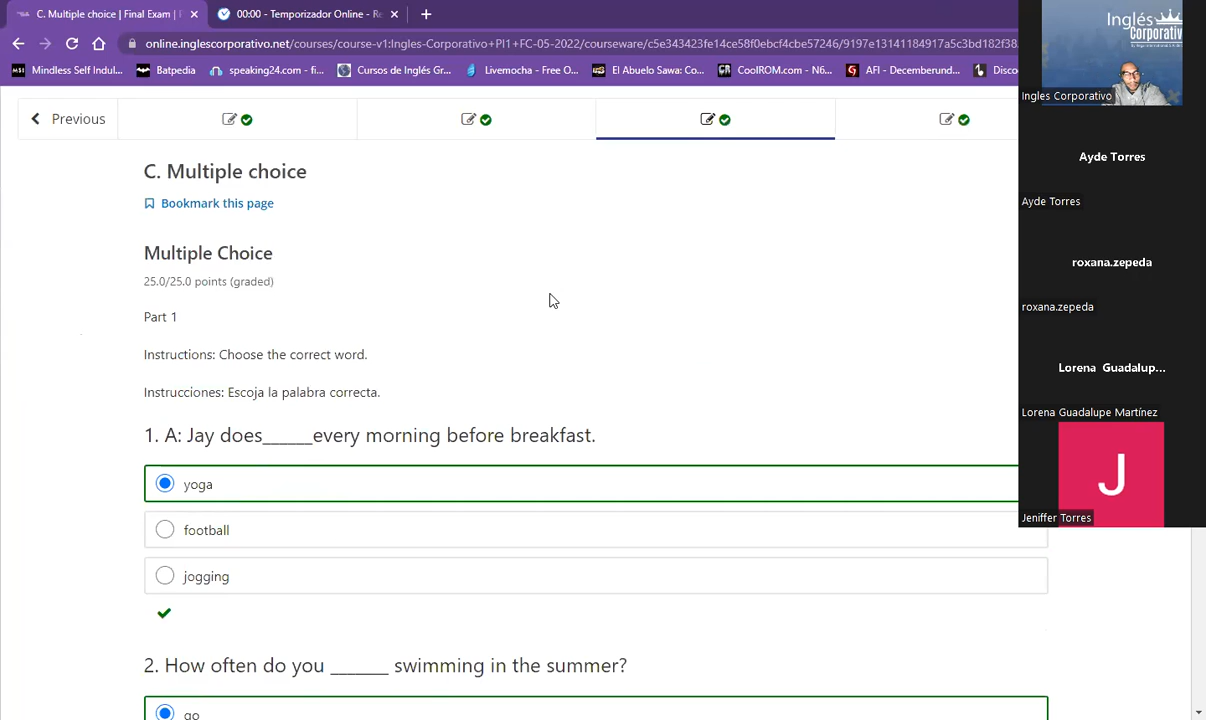 C. Multiple choice | Final Exam |
00:00 - Temporizador Online - Re
online.inglescorporativo.net/courses/course-v1:Ingles-Corporativo+PI1+FC-05-2022/courseware/c5e343423fe14ce58f0ebcf4cbe57246/9197e13141184917a5c3bd182f38
Mindless Self Indul...
Batpedia
speaking24.com - fi...
Cursos de Inglés Gr...
Livemocha - Free O...
El Abuelo Sawa: Co...
CoolROM.com - N6...
AFI - Decemberund...
Disco
Previous
C. Multiple choice
Bookmark this page
Multiple Choice
25.0/25.0 points (graded)
Part 1
Instructions: Choose the correct word.
Instrucciones: Escoja la palabra correcta.
1. A: Jay does______every morning before breakfast.
yoga
football
jogging
2. How often do you _______ swimming in the summer?
go
Inglés
Corporativo
Ingles Corporativo
Ayde Torres
Ayde Torres
roxana.zepeda
roxana.zepeda
Lorena Guadalup...
Lorena Guadalupe Martínez
J
Jeniffer Torres